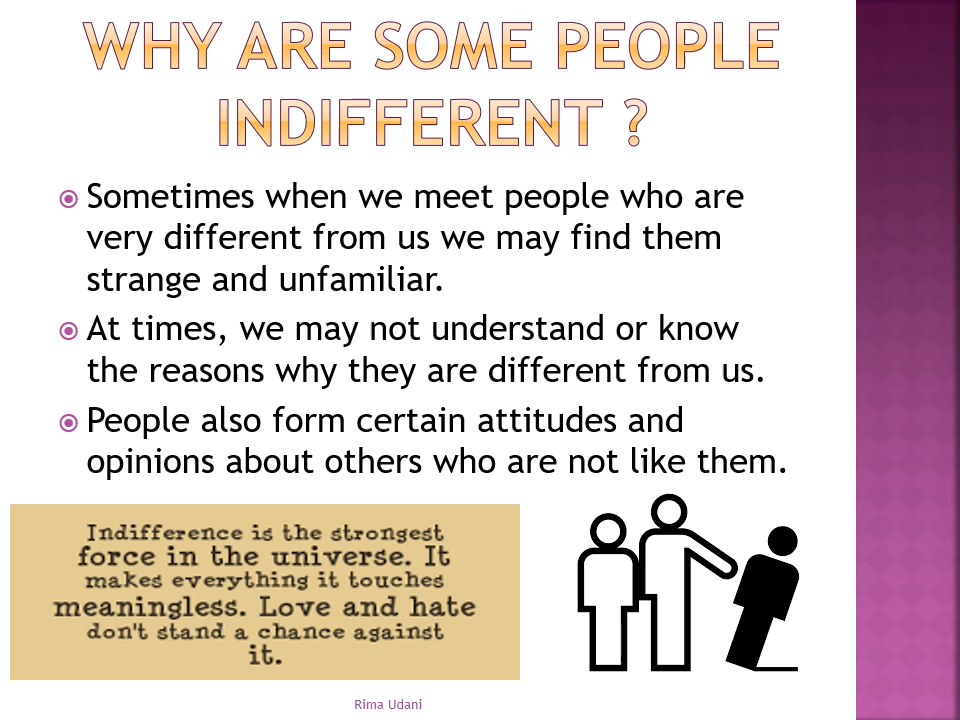 WHY ARE SOME PEOPLE
INDIFFERENT ?
Sometimes when we meet people who are
very different from us we may find them
strange and unfamiliar.
At times, we may not understand or know
the reasons why they are different from us.
People also form certain attitudes and
opinions about others who are not like them.
Indifference is the strongest
force in the universe. It
makes everything it touches
meaningless. Love and hate
don't stand a chance against
it.
Rima Udani